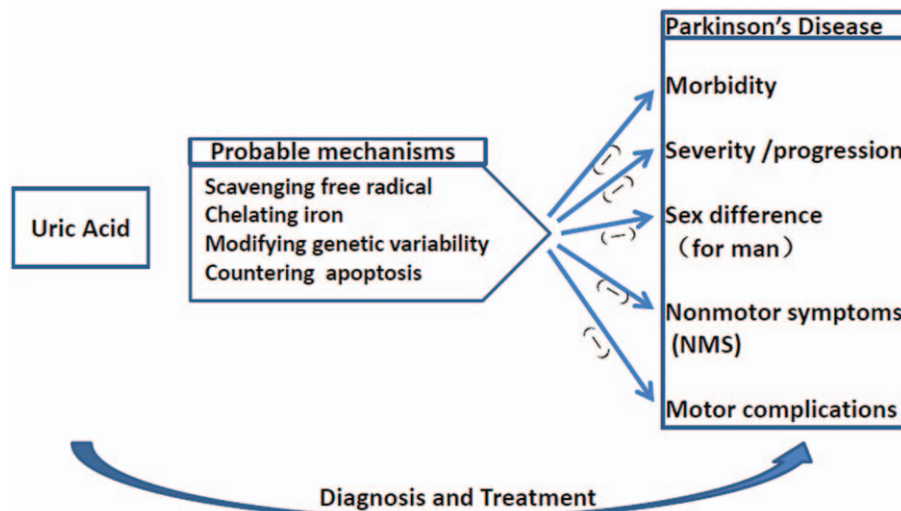 Uric Acid
Probable mechanisms
Scavenging free radical
Chelating iron
Modifying genetic variability
Countering apoptosis
(−)
(−)
(−)
(−)
(−)
Parkinson’s Disease
Morbidity
Severity /progression
Sex difference
（for man）
Nonmotor symptoms
(NMS)
Motor complications
Diagnosis and Treatment